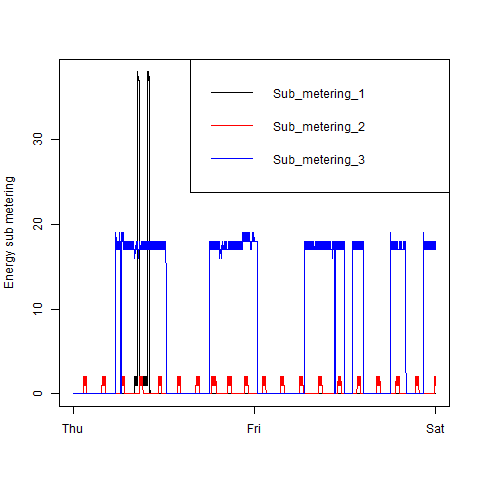 Sub_metering_1
Sub_metering_2
Sub_metering_3
Energy sub metering
30
20
10
0
Thu
Fri
Sat